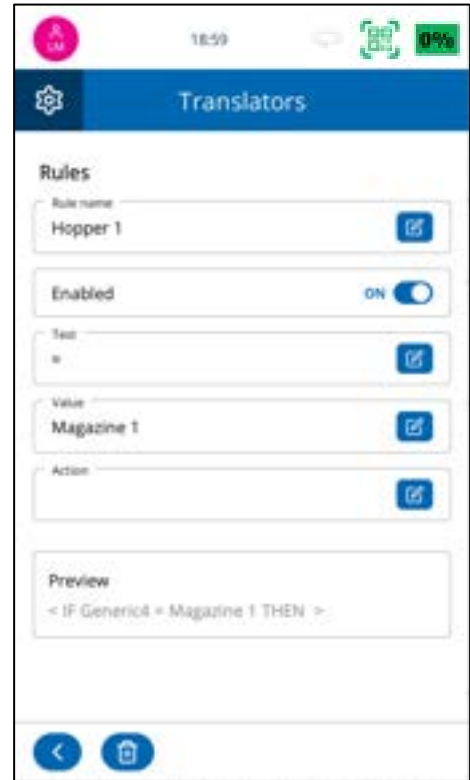 LM
18:59
0%
Translators
Rules
Rule name
Hopper 1
Enabled
ON
Test
=
Value
Magazine 1
Action
Preview
< IF Generic4 = Magazine 1 THEN >